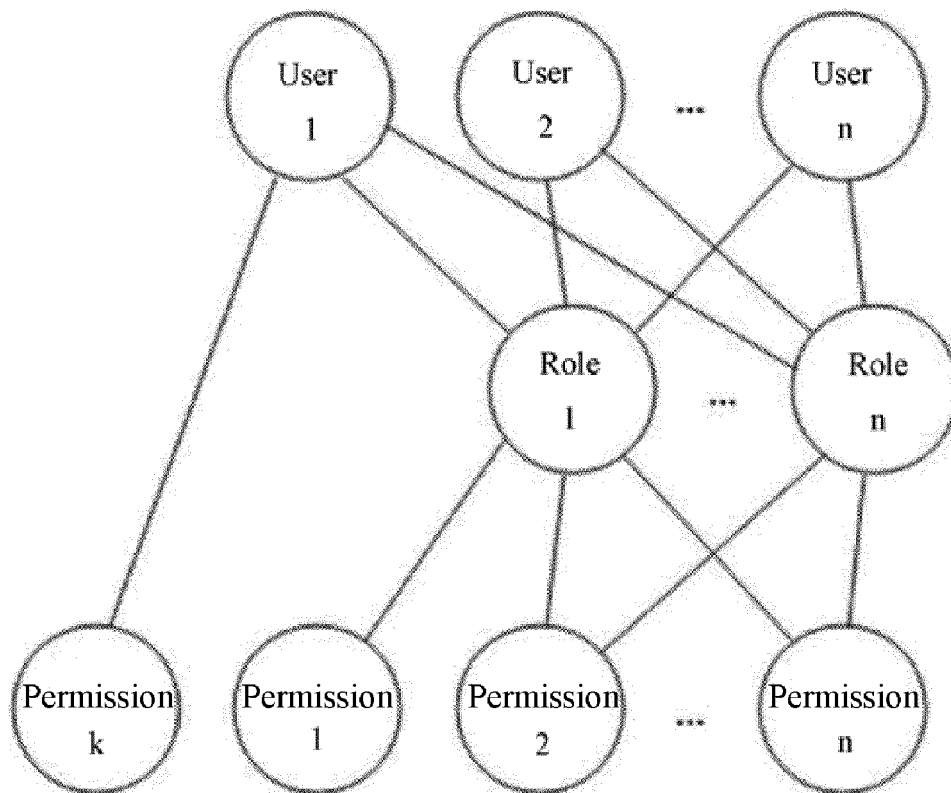 User
1
User
2
...
User
n
Role
1
...
Role
n
Permission
k
Permission
1
Permission
2
...
Permission
n